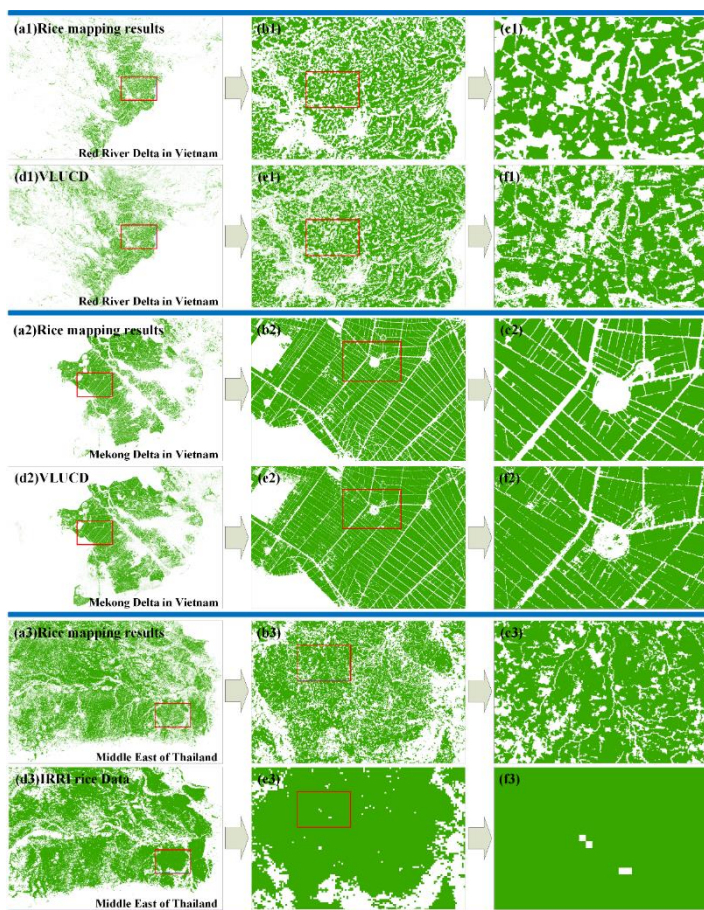 (a1)Rice mapping results
(b1)
(c1)
Red River Delta in Vietnam
(d1)VLUCD
(e1)
(f1)
Red River Delta in Vietnam
(a2)Rice mapping results
(b2)
(c2)
Mekong Delta in Vietnam
(d2)VLUCD
(e2)
(f2)
Mekong Delta in Vietnam
(a3)Rice mapping results
(b3)
(c3)
Middle East of Thailand
(d3)IRRI rice Data
(e3)
(f3)
Middle East of Thailand